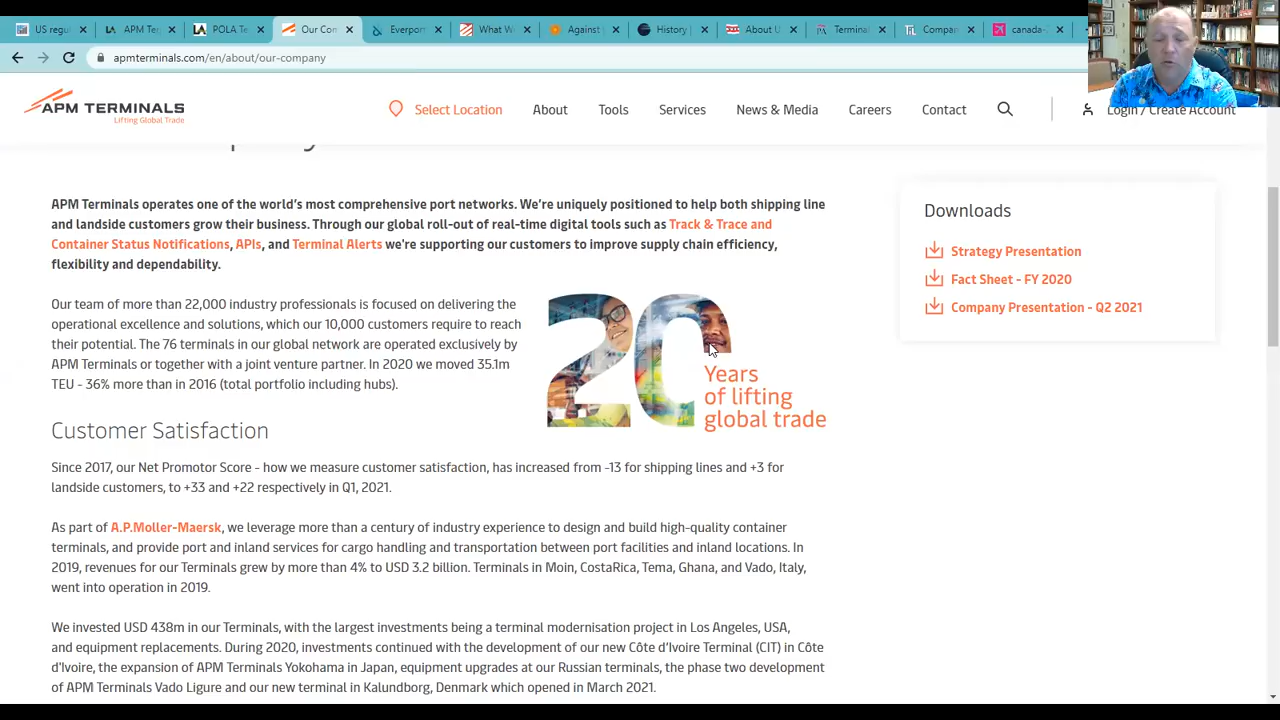 US regu
APM Ter
POLA Te
Our Con
Everpor
What W
Against
History |
About U
Terminal
Compan
canada-
apmterminals.com/en/about/our-company
APM TERMINALS
Lifting Global Trade
Select Location
About
Tools
Services
News & Media
Careers
Contact
Login / Create Account
APM Terminals operates one of the world's most comprehensive port networks. We're uniquely positioned to help both shipping line
and landside customers grow their business. Through our global roll-out of real-time digital tools such as Track & Trace and
Container Status Notifications, APIs, and Terminal Alerts we're supporting our customers to improve supply chain efficiency,
flexibility and dependability.
Our team of more than 22,000 industry professionals is focused on delivering the
operational excellence and solutions, which our 10,000 customers require to reach
their potential. The 76 terminals in our global network are operated exclusively by
APM Terminals or together with a joint venture partner. In 2020 we moved 35.1m
TEU - 36% more than in 2016 (total portfolio including hubs).
20
Years
of lifting
global trade
Customer Satisfaction
Since 2017, our Net Promotor Score - how we measure customer satisfaction, has increased from -13 for shipping lines and +3 for
landside customers, to +33 and +22 respectively in Q1, 2021.
As part of A.P.Moller-Maersk, we leverage more than a century of industry experience to design and build high-quality container
terminals, and provide port and inland services for cargo handling and transportation between port facilities and inland locations. In
2019, revenues for our Terminals grew by more than 4% to USD 3.2 billion. Terminals in Moin, CostaRica, Tema, Ghana, and Vado, Italy,
went into operation in 2019.
We invested USD 438m in our Terminals, with the largest investments being a terminal modernisation project in Los Angeles, USA,
and equipment replacements. During 2020, investments continued with the development of our new Côte d'Ivoire Terminal (CIT) in Côte
d'Ivoire, the expansion of APM Terminals Yokohama in Japan, equipment upgrades at our Russian terminals, the phase two development
of APM Terminals Vado Ligure and our new terminal in Kalundborg, Denmark which opened in March 2021.
Downloads
Strategy Presentation
Fact Sheet - FY 2020
Company Presentation - Q2 2021